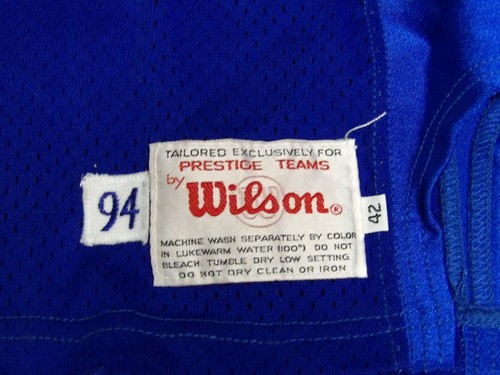 TAILORED EXCLUSIVELY FOR
PRESTIGE TEAMS
by
Wilson®
MACHINE WASH SEPARATELY BY COLOR
IN LUKEWARM WATER (100°) DO NOT
BLEACH. TUMBLE DRY LOW SETTING.
DO NOT DRY CLEAN OR IRON
94
42
W